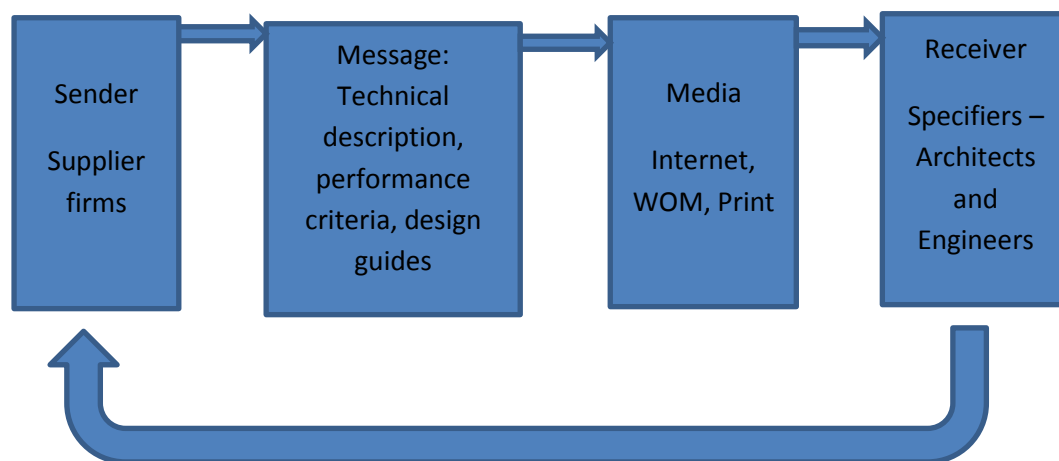 Sender
Supplier
firms
Message:
Technical
description,
performance
criteria, design
guides
Media
Internet,
WOM, Print
Receiver
Specifiers –
Architects
and
Engineers